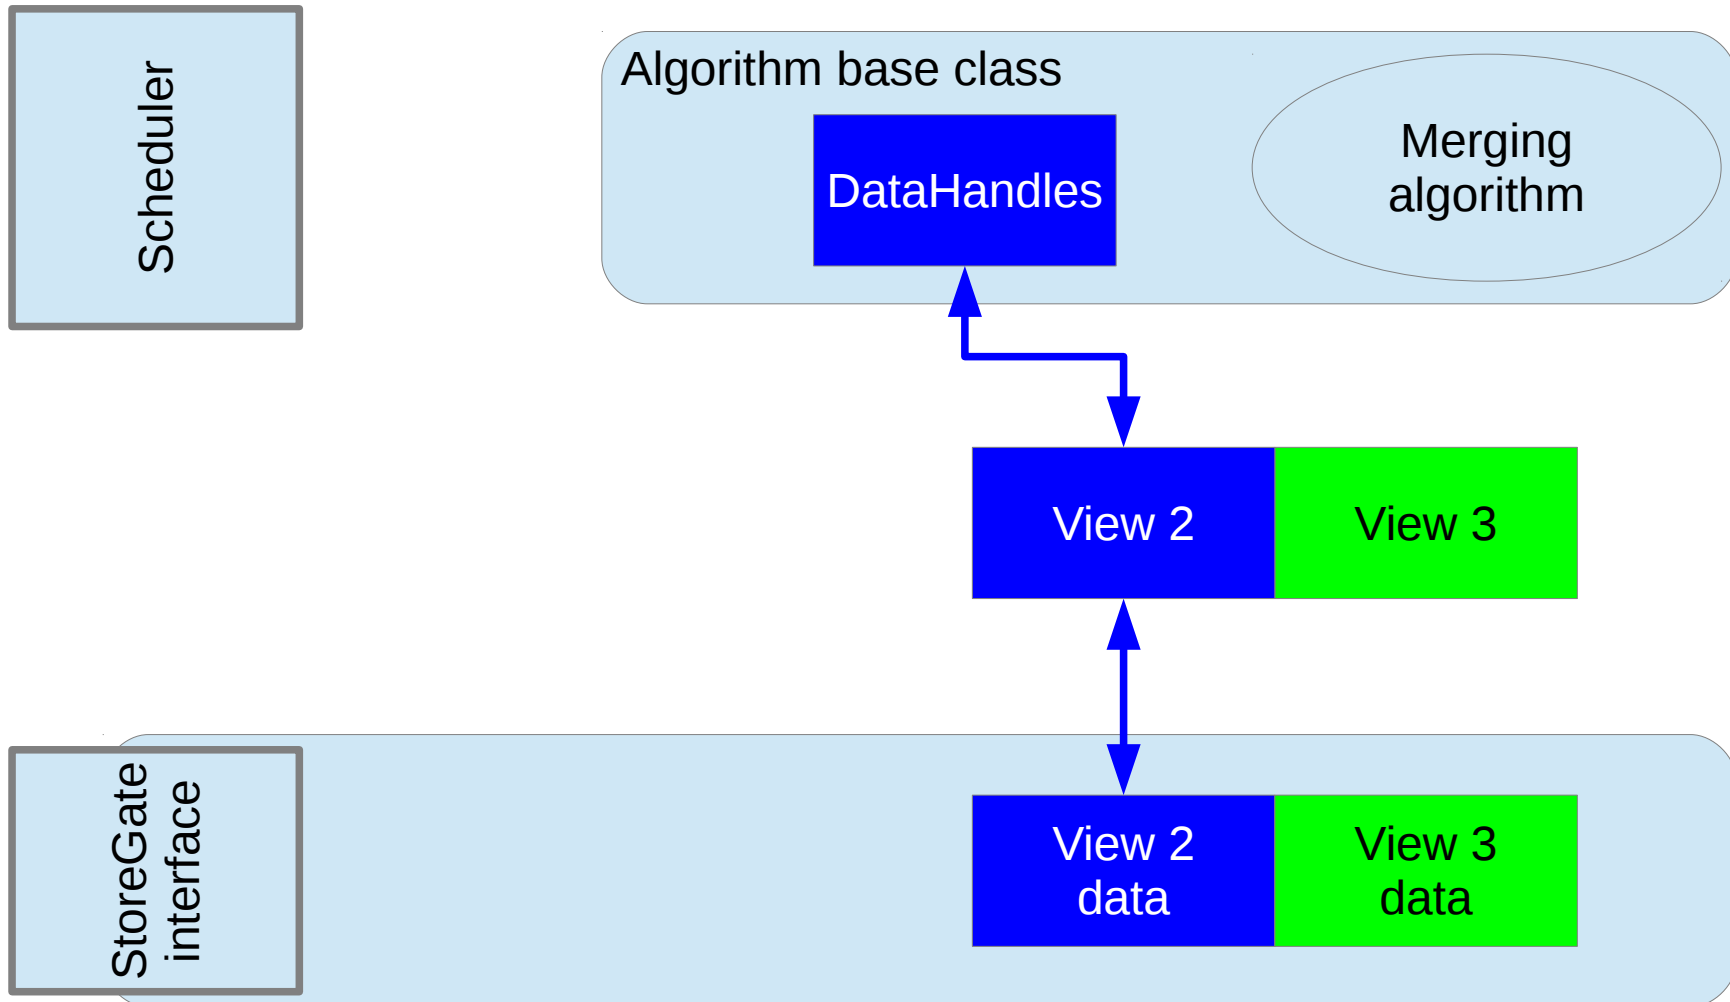 Scheduler
Algorithm base class
DataHandles
Merging
algorithm
View 2
View 3
StoreGate
interface
View 2
data
View 3
data